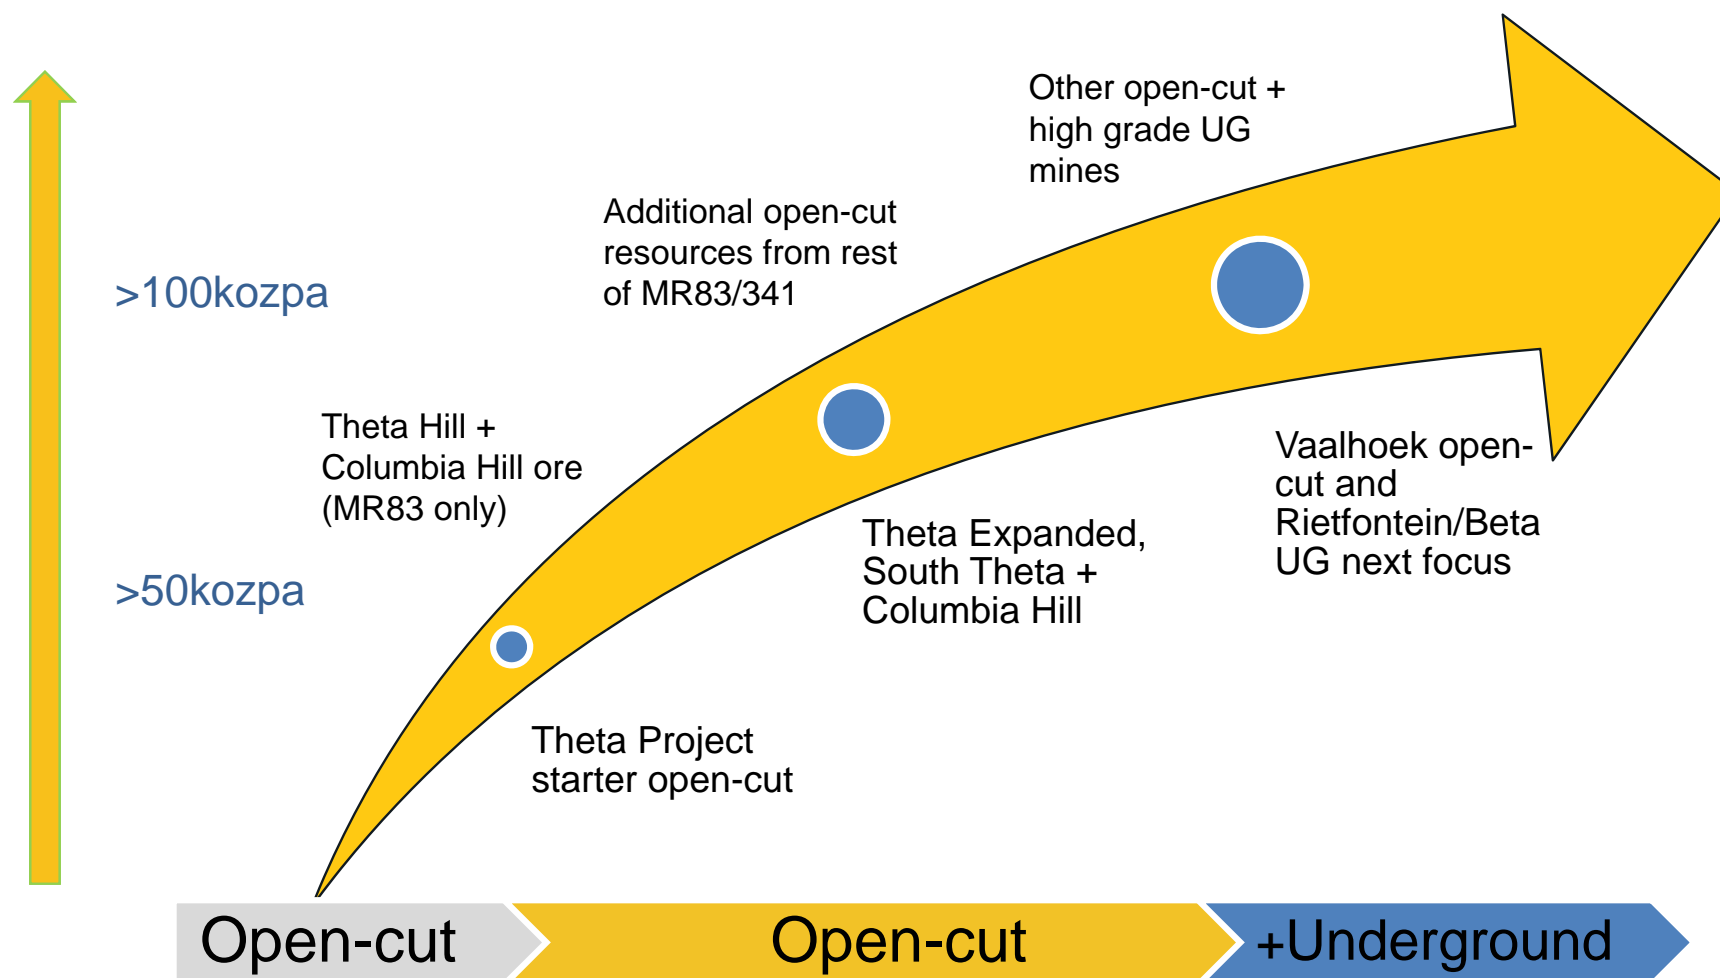 Other open-cut +
high grade UG
mines
Additional open-cut
resources from rest
of MR83/341
>100kozpa
Theta Hill +
Columbia Hill ore
(MR83 only)
Vaalhoek open-
cut and
Rietfontein/Beta
UG next focus
Theta Expanded,
South Theta +
Columbia Hill
>50kozpa
Theta Project
starter open-cut
Open-cut
Open-cut
+Underground